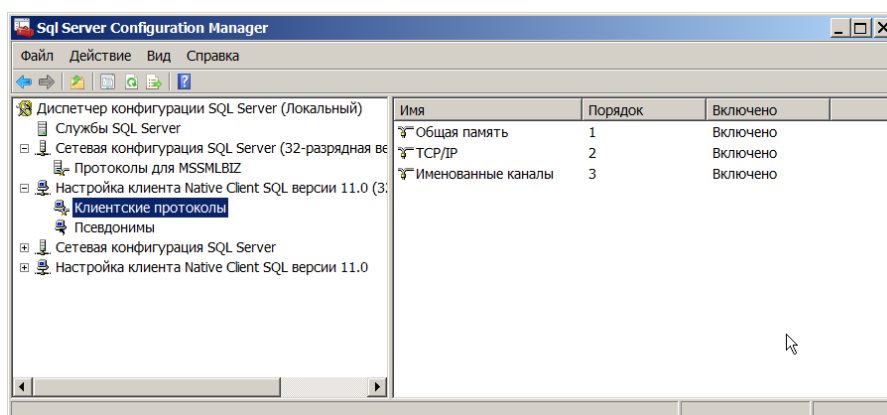 Sql Server Configuration Manager
Файл Действие Вид Справка
Диспетчер конфигурации SQL Server (Локальный)
Службы SQL Server
Сетевая конфигурация SQL Server (32-разрядная ве
Протоколы для MSSMLBIZ
Настройка клиента Native Client SQL версии 11.0 (3
Клиентские протоколы
Псевдонимы
Сетевая конфигурация SQL Server
Настройка клиента Native Client SQL версии 11.0
Имя Порядок Включено
Общая память 1 Включено
TCP/IP 2 Включено
Именованные каналы 3 Включено